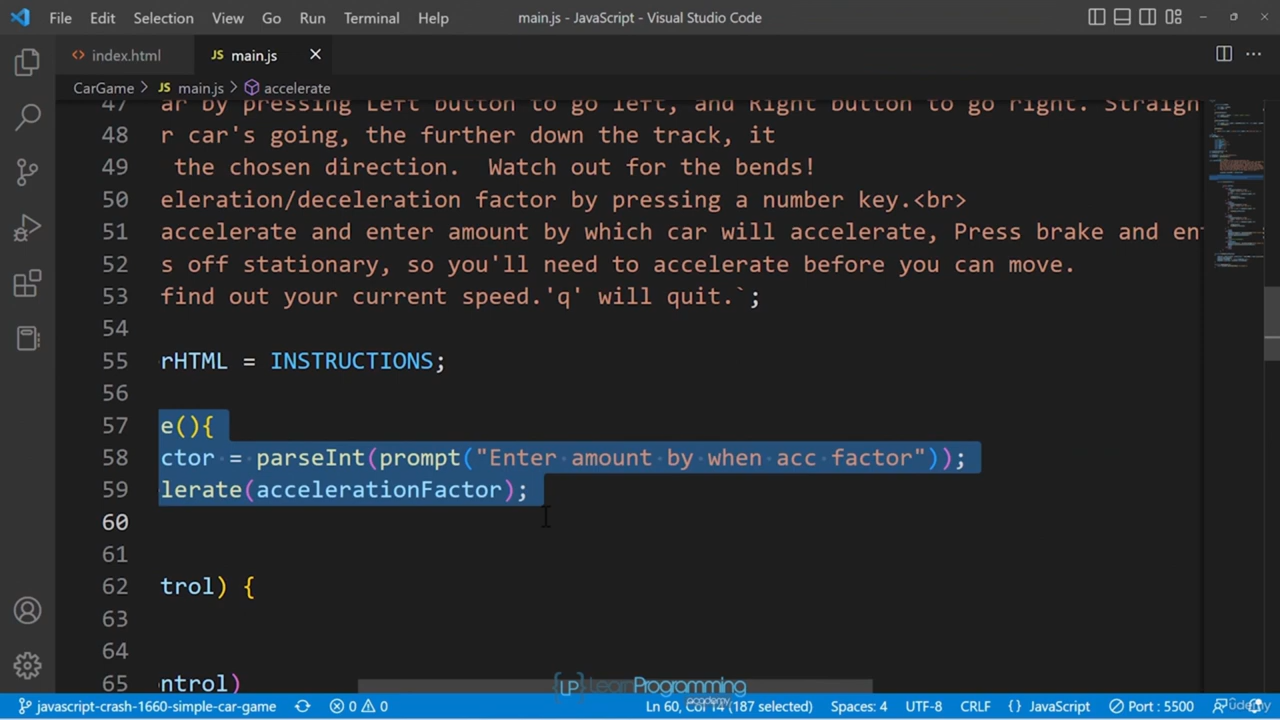 File Edit Selection View Go Run Terminal Help main.js - JavaScript - Visual Studio Code
index.html JS main.js
CarGame > JS main.js > accelerate
47 ar by pressing Left button to go left, and Right button to go right. Straigh
48 r car's going, the further down the track, it
49 the chosen direction.  Watch out for the bends!
50 eleration/deceleration factor by pressing a number key.<br>
51 accelerate and enter amount by which car will accelerate, Press brake and ent
52 s off stationary, so you'll need to accelerate before you can move.
53 find out your current speed.'q' will quit.`;
54
55 rHTML = INSTRUCTIONS;
56
57 e(){
58 ctor = parseInt(prompt("Enter amount by when acc factor"));
59 lerate(accelerationFactor);
60
61
62 trol) {
63
64
65 ntrol)
{LP} LearnProgramming
academy
javascript-crash-1660-simple-car-game 0 0 Ln 60, Col 14 (187 selected) Spaces: 4 UTF-8 CRLF {} JavaScript Port : 5500
udemy